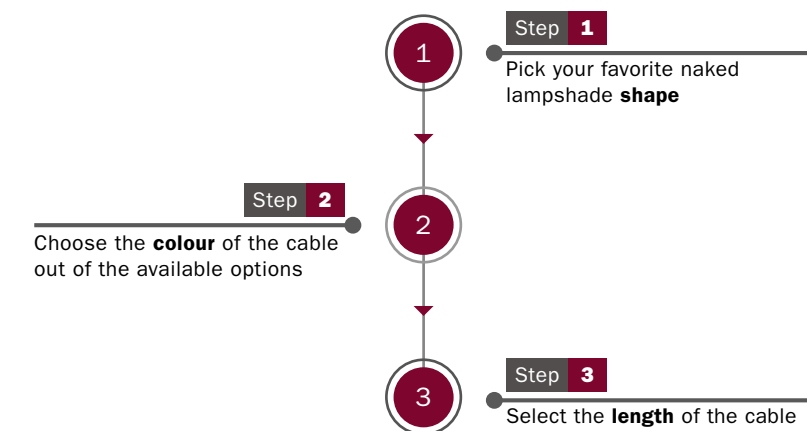 1
Step 1
Pick your favorite naked
lampshade shape
Step 2
2
Choose the colour of the cable
out of the available options
3
Step 3
Select the length of the cable